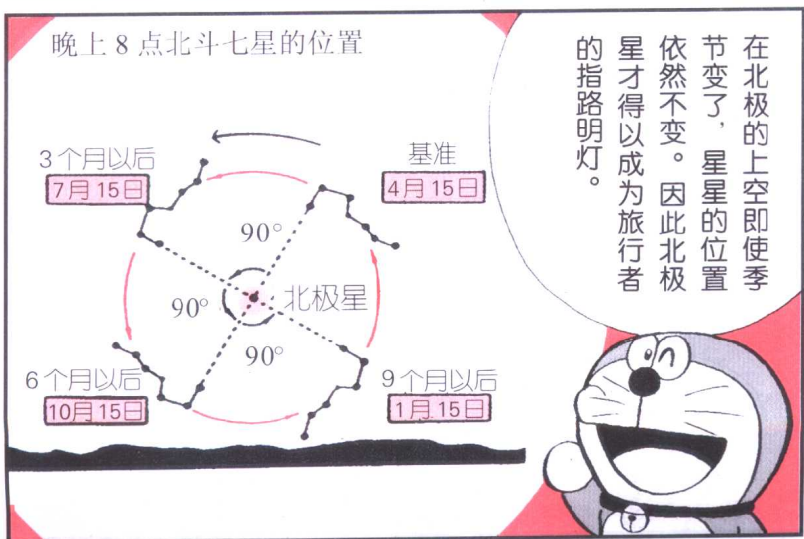 晚上8点北斗七星的位置
3个月以后
7月15日
基准
4月15日
90°
90°
北极星
90°
6个月以后
10月15日
9个月以后
1月15日
在北极的上空即使季
节变了，星星的位置
依然不变。因此北极
星才得以成为旅行者
的指路明灯。